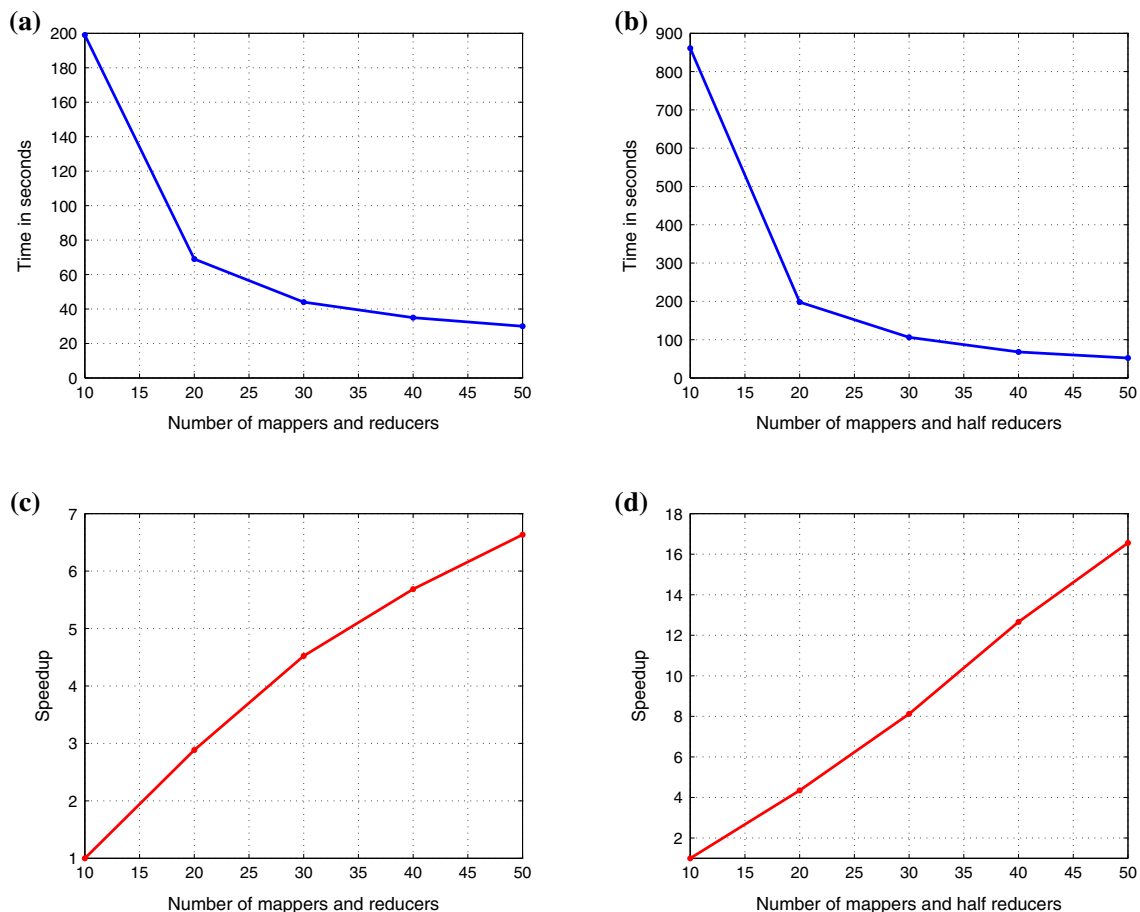 (a)
200
180
160
140
120
100
80
60
40
20
0
Time in seconds
10 15 20 25 30 35 40 45 50
Number of mappers and reducers
(b)
900
800
700
600
500
400
300
200
100
0
Time in seconds
10 15 20 25 30 35 40 45 50
Number of mappers and half reducers
(c)
7
6
5
4
3
2
1
Speedup
10 15 20 25 30 35 40 45 50
Number of mappers and reducers
(d)
18
16
14
12
10
8
6
4
2
Speedup
10 15 20 25 30 35 40 45 50
Number of mappers and half reducers